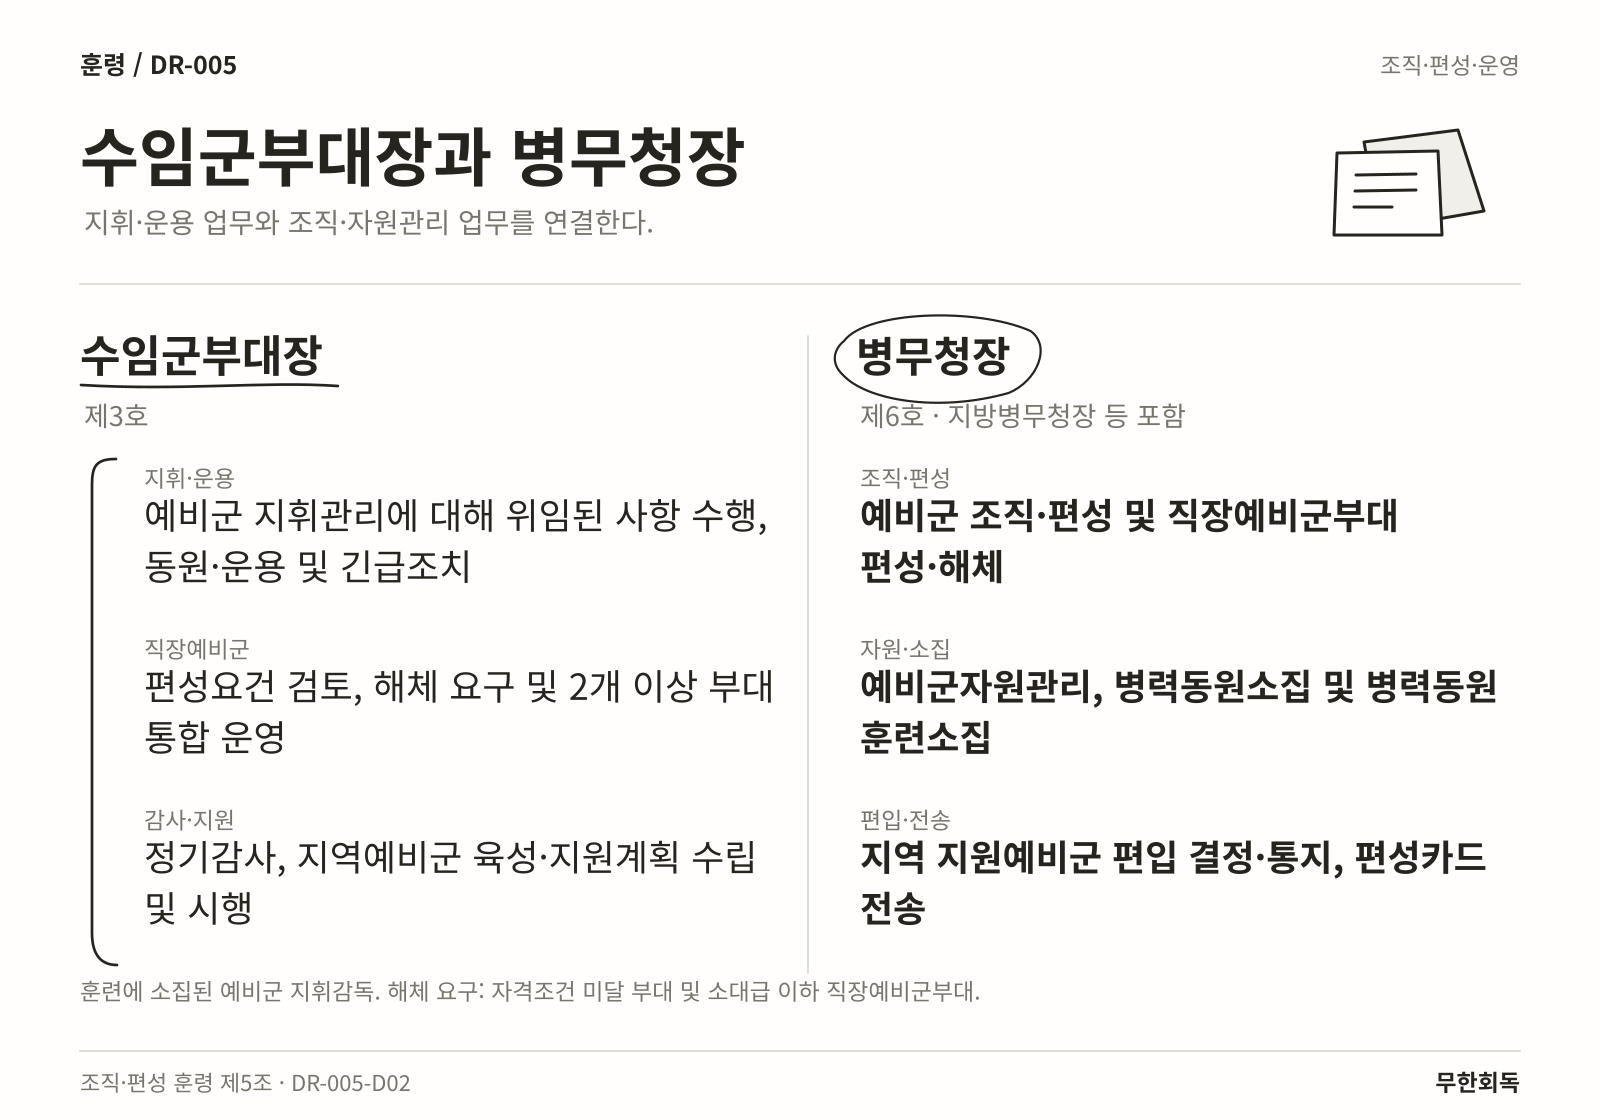 훈령 / DR-005
조직·편성·운영
수임군부대장과 병무청장
지휘·운용 업무와 조직·자원관리 업무를 연결한다.
수임군부대장
제3호
지휘·운용
예비군 지휘관리에 대해 위임된 사항 수행,
동원·운용 및 긴급조치
직장예비군
편성요건 검토, 해체 요구 및 2개 이상 부대
통합 운영
감사·지원
정기감사, 지역예비군 육성·지원계획 수립
및 시행
병무청장
제6호 · 지방병무청장 등 포함
조직·편성
예비군 조직·편성 및 직장예비군부대
편성·해체
자원·소집
예비군자원관리, 병력동원소집 및 병력동원
훈련소집
편입·전송
지역 지원예비군 편입 결정·통지, 편성카드
전송
훈련에 소집된 예비군 지휘감독. 해체 요구: 자격조건 미달 부대 및 소대급 이하 직장예비군부대.
조직·편성 훈령 제5조 · DR-005-D02
무한회독